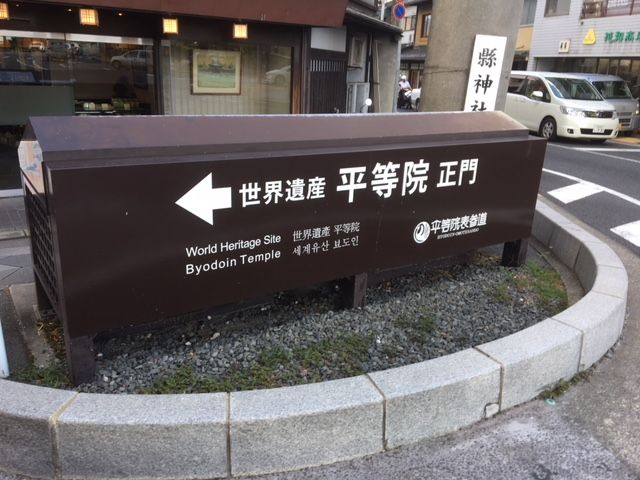 世界遺産 平等院 正門
World Heritage Site
Byodoin Temple
世界遺產 平等院
세계유산 뵤도인
平等院表参道
BYODOIN OMOTESANDO
縣神社